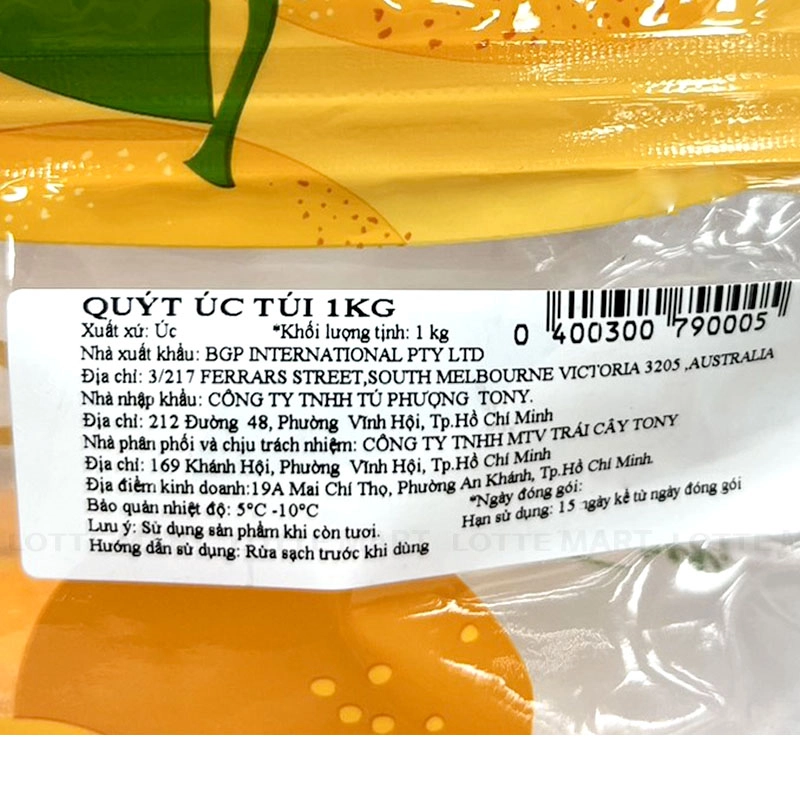 QUÝT ÚC TÚI 1KG
Xuất xứ: Úc *Khối lượng tịnh: 1 kg
0 400300 790005
Nhà xuất khẩu: BGP INTERNATIONAL PTY LTD
Địa chỉ: 3/217 FERRARS STREET,SOUTH MELBOURNE VICTORIA 3205 ,AUSTRALIA
Nhà nhập khẩu: CÔNG TY TNHH TÚ PHƯỢNG TONY.
Địa chỉ: 212 Đường 48, Phường Vĩnh Hội, Tp.Hồ Chí Minh
Nhà phân phối và chịu trách nhiệm: CÔNG TY TNHH MTV TRÁI CÂY TONY
Địa chỉ: 169 Khánh Hội, Phường Vĩnh Hội, Tp.Hồ Chí Minh
Địa điểm kinh doanh:19A Mai Chí Thọ, Phường An Khánh, Tp.Hồ Chí Minh.
Bảo quản nhiệt độ: 5°C -10°C
*Ngày đóng gói:
Hạn sử dụng: 15 ngày kể từ ngày đóng gói
Lưu ý: Sử dụng sản phẩm khi còn tươi.
Hướng dẫn sử dụng: Rửa sạch trước khi dùng
LOTTE MART LOTTE MART LOTTE M